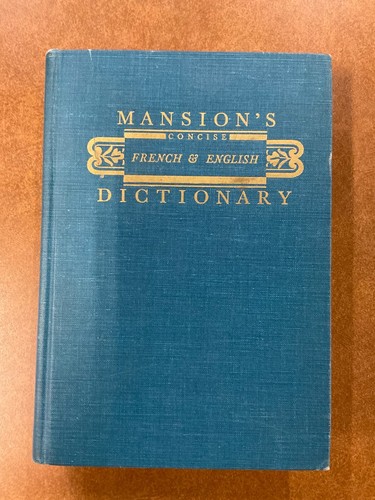 MANSION'S
CONCISE
FRENCH & ENGLISH
DICTIONARY